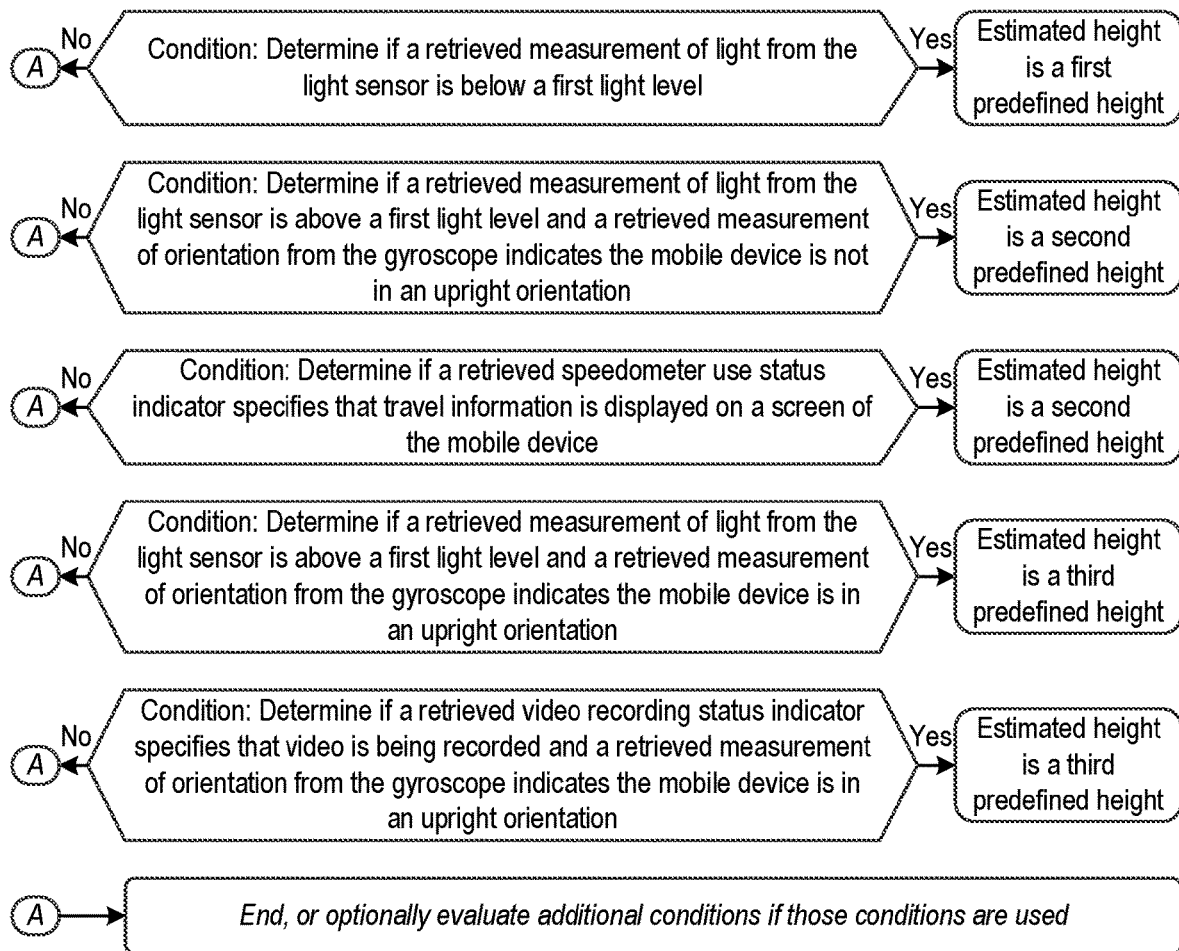 No
Yes
A
Condition: Determine if a retrieved measurement of light from the
light sensor is below a first light level
Estimated height
is a first
predefined height
No
Yes
A
Condition: Determine if a retrieved measurement of light from the
light sensor is above a first light level and a retrieved measurement
of orientation from the gyroscope indicates the mobile device is not
in an upright orientation
Estimated height
is a second
predefined height
No
Yes
A
Condition: Determine if a retrieved speedometer use status
indicator specifies that travel information is displayed on a screen of
the mobile device
Estimated height
is a second
predefined height
No
Yes
A
Condition: Determine if a retrieved measurement of light from the
light sensor is above a first light level and a retrieved measurement
of orientation from the gyroscope indicates the mobile device is in
an upright orientation
Estimated height
is a third
predefined height
No
Yes
A
Condition: Determine if a retrieved video recording status indicator
specifies that video is being recorded and a retrieved measurement
of orientation from the gyroscope indicates the mobile device is in
an upright orientation
Estimated height
is a third
predefined height
A
End, or optionally evaluate additional conditions if those conditions are used